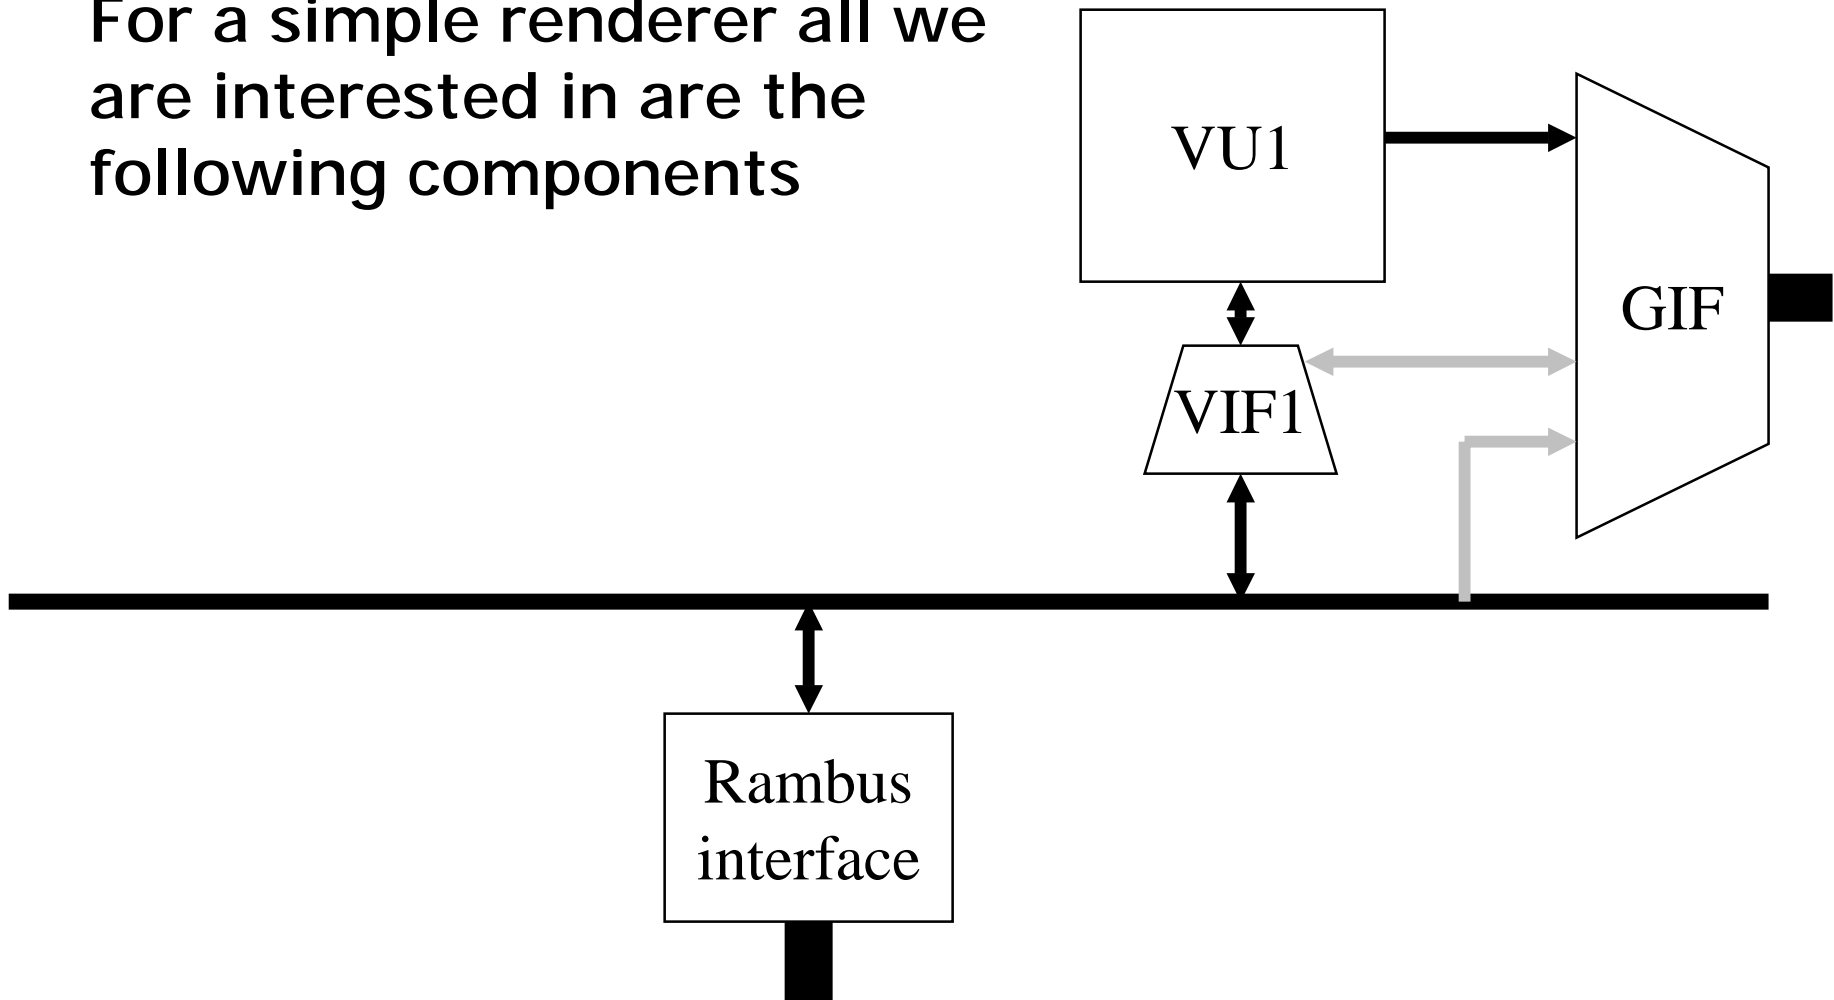 For a simple renderer all we
are interested in are the
following components
VU1
GIF
VIF1
Rambus
interface